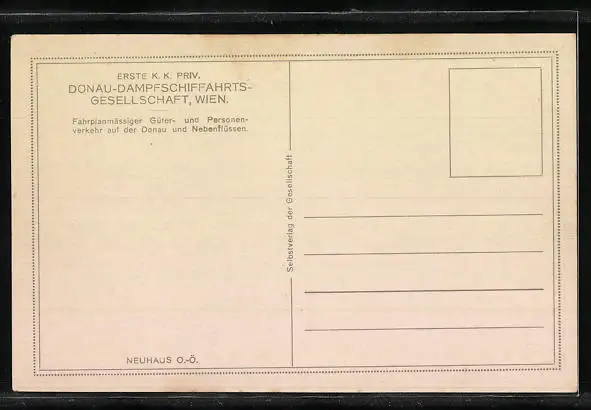 ERSTE K. K. PRIV.
DONAU-DAMPFSCHIFFAHRTS-
GESELLSCHAFT, WIEN.
Fahrplanmässiger Güter- und Personen-
verkehr auf der Donau und Nebenflüssen.
Selbstverlag der Gesellschaft
NEUHAUS O.-Ö.